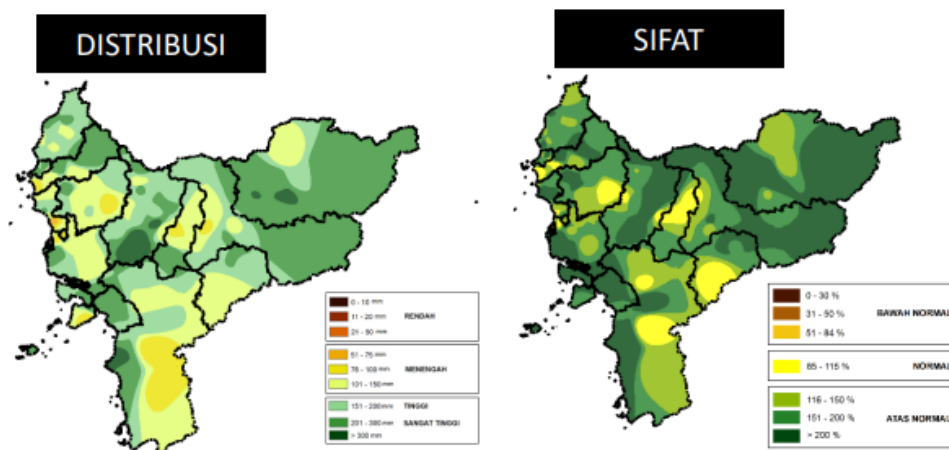 DISTRIBUSI
SIFAT
0 - 10 mm
11 - 20 mm
21 - 50 mm
RENDAH
51 - 75 mm
76 - 100 mm
101 - 150 mm
MENENGAH
151 - 200 mm
201 - 300 mm
> 300 mm
TINGGI
SANGAT TINGGI
0 - 30 %
31 - 50 %
51 - 84 %
BAWAH NORMAL
85 - 115 %
NORMAL
116 - 150 %
151 - 200 %
> 200 %
ATAS NORMAL